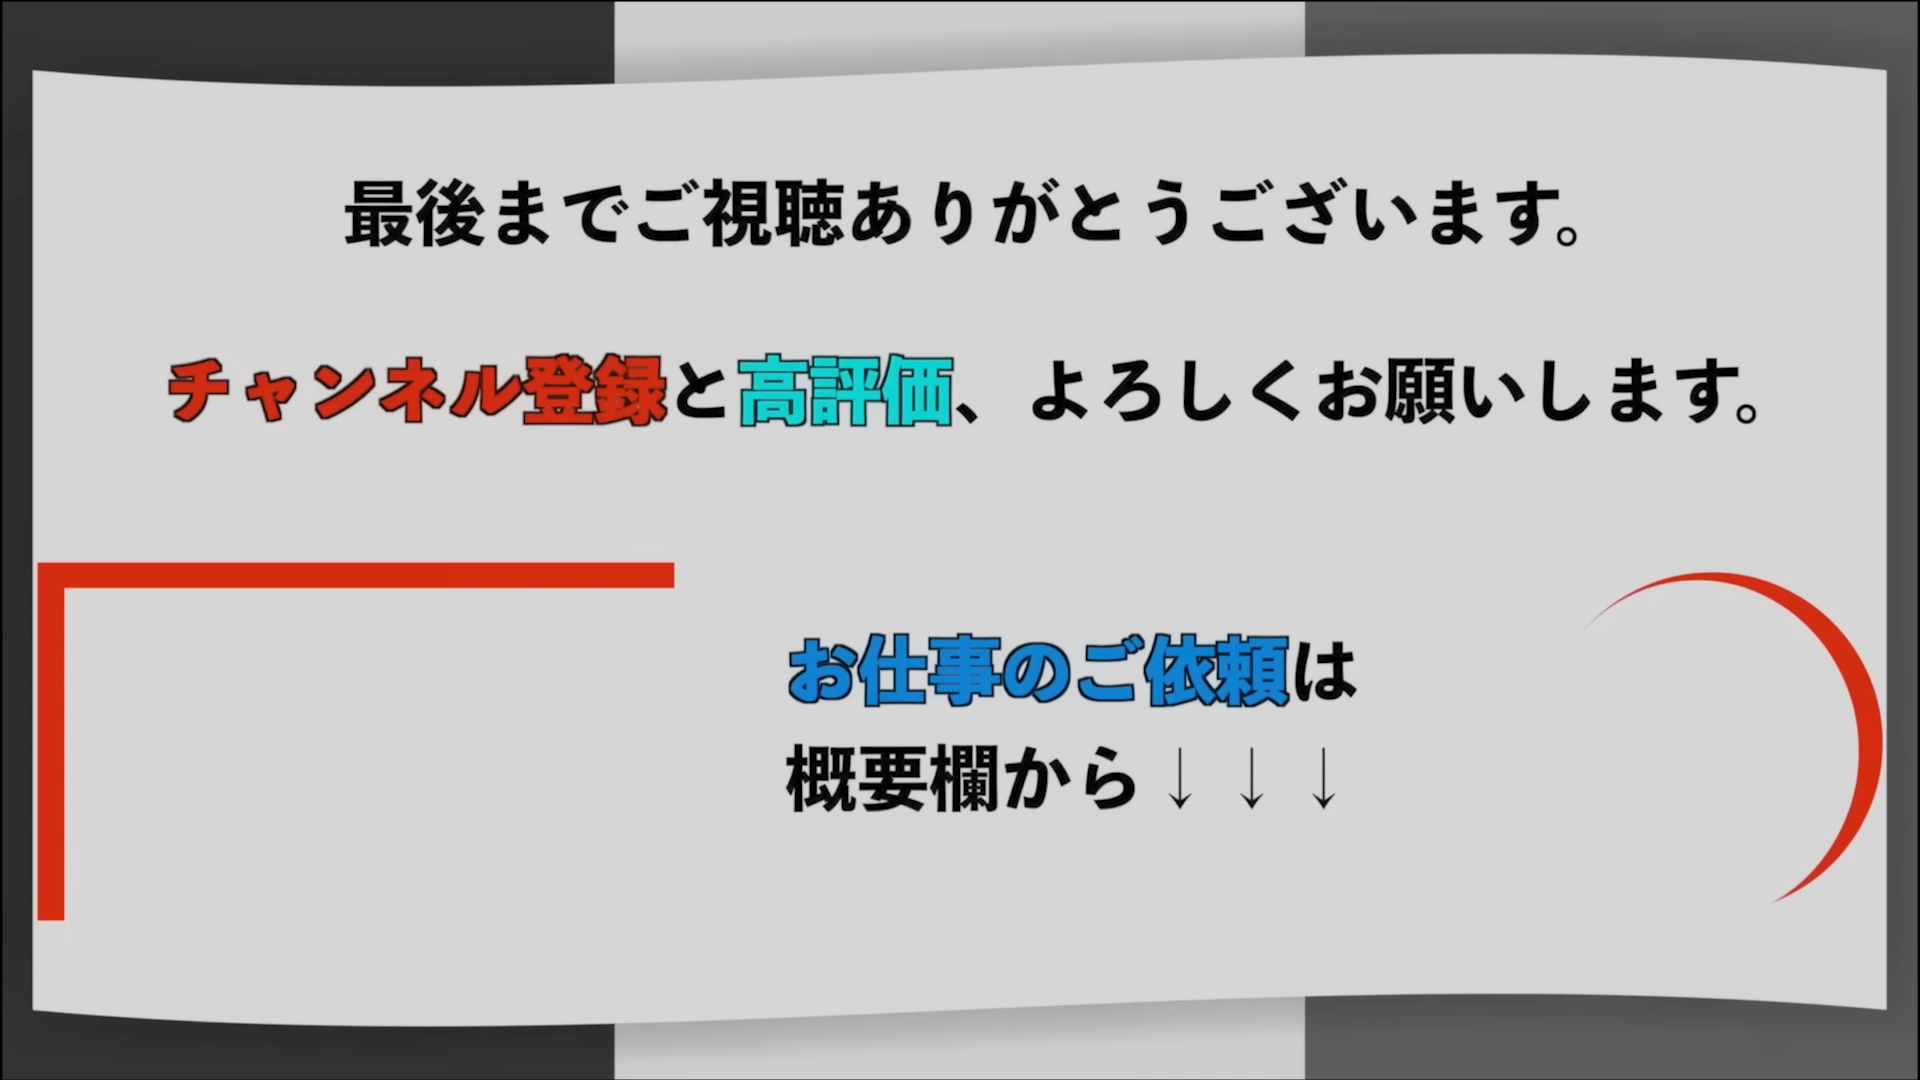 最後までご視聴ありがとうございます。
チャンネル登録と高評価、よろしくお願いします。
お仕事のご依頼は
概要欄から↓↓↓